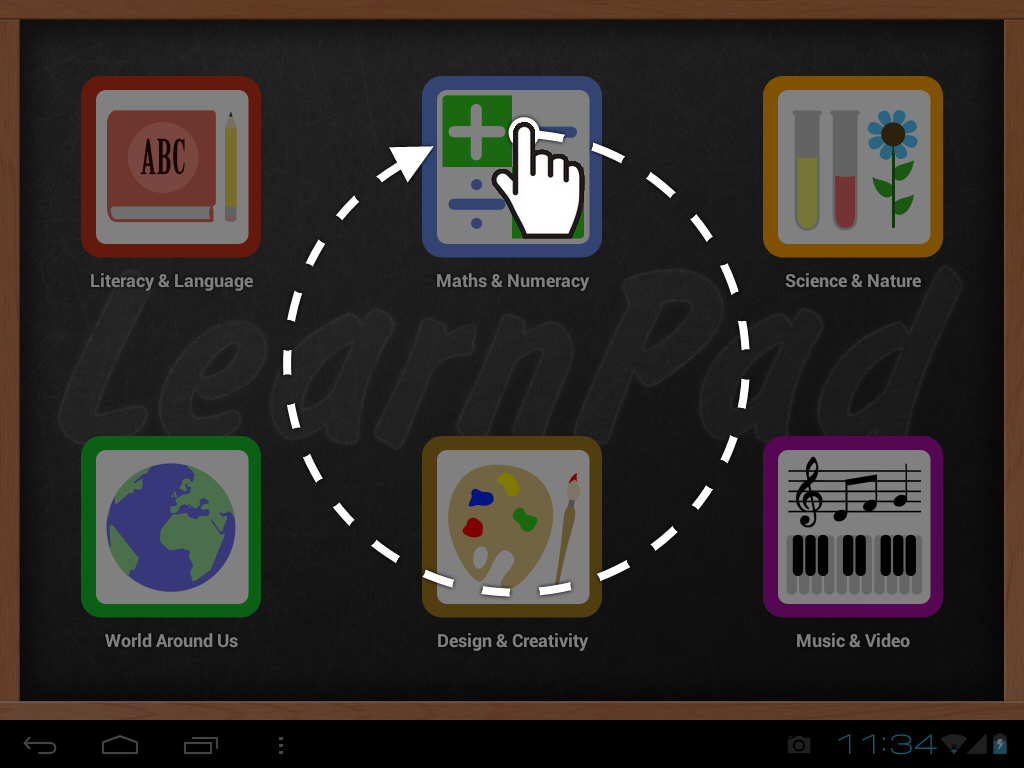 ABC
Literacy & Language
Maths & Numeracy
Science & Nature
LearnPad
World Around Us
Design & Creativity
Music & Video
11:34